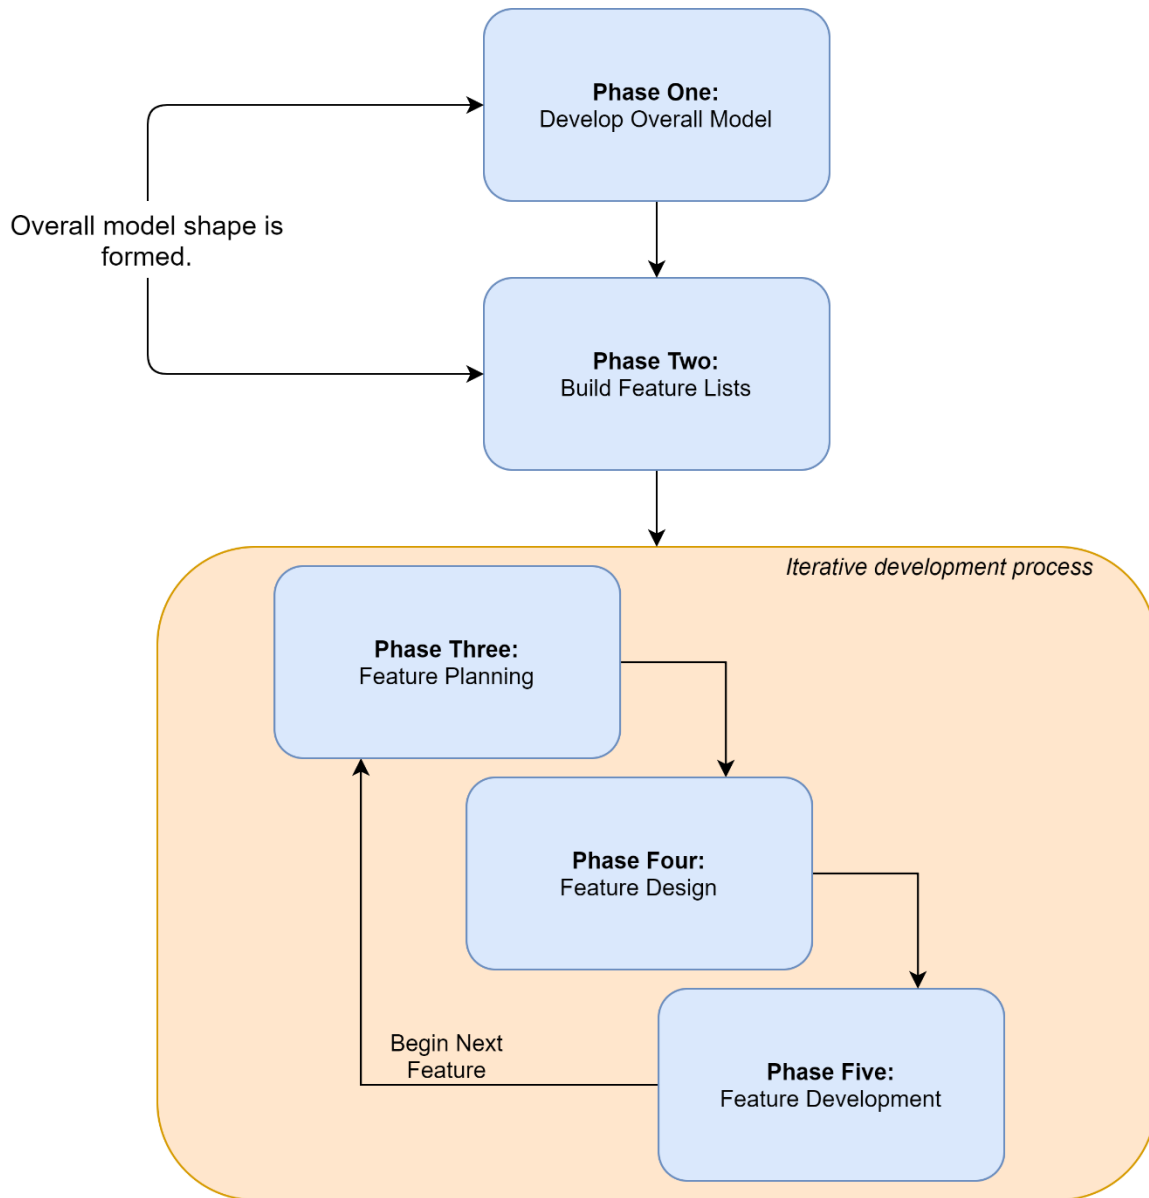 Phase One:
Develop Overall Model
Overall model shape is
formed.
Phase Two:
Build Feature Lists
Iterative development process
Phase Three:
Feature Planning
Phase Four:
Feature Design
Begin Next
Feature
Phase Five:
Feature Development